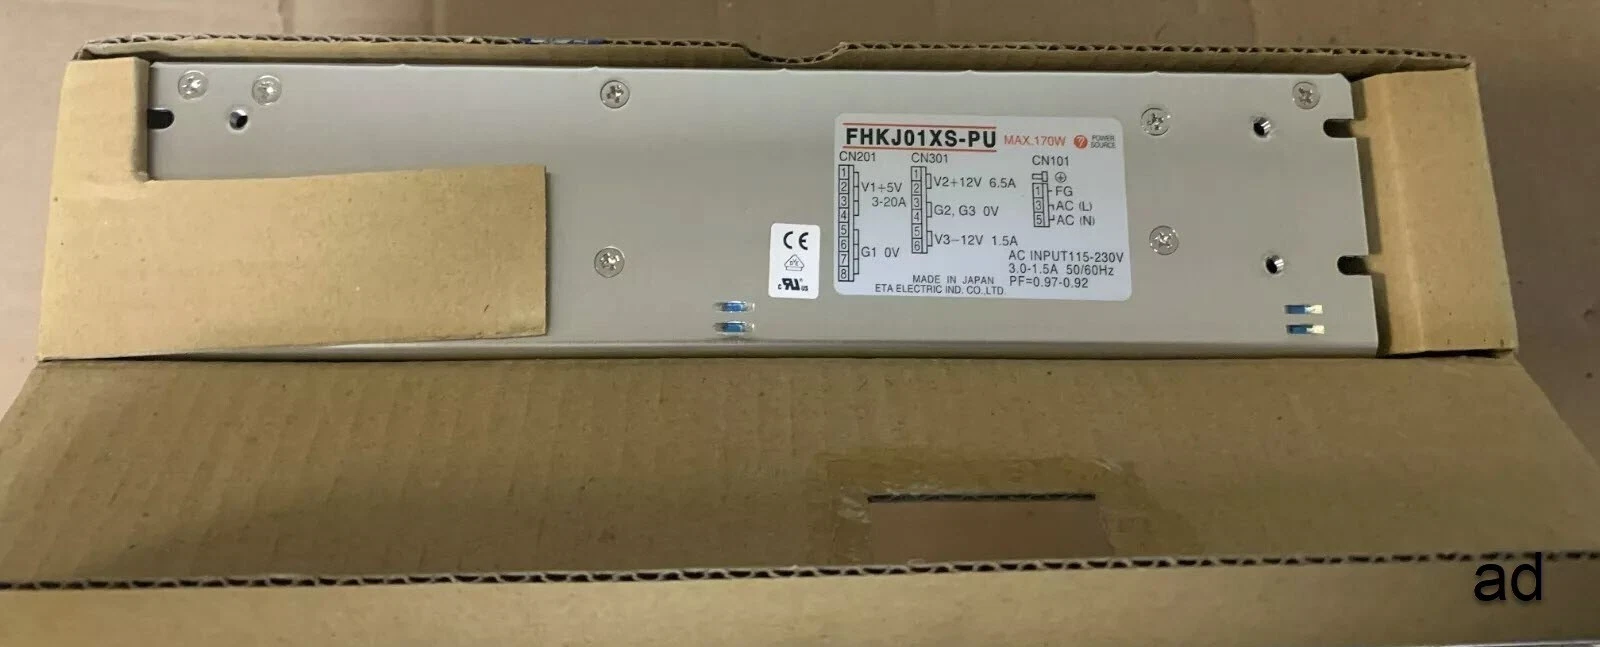 FHKJ01XS-PU MAX.170W 7 POWER SOURCE
CN201 CN301 CN101
1 2 3 4 5 6 7 8
V1+5V
3-20A
G1 0V
1 2 3 4 5 6
V2+12V 6.5A
G2, G3 0V
V3-12V 1.5A
1 FG
3 AC (L)
5 AC (N)
AC INPUT115-230V
3.0-1.5A 50/60Hz
PF=0.97-0.92
MADE IN JAPAN
ETA ELECTRIC IND. CO.,LTD.
CE
c RU us
ad